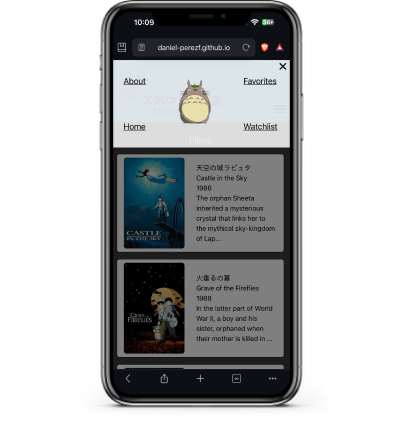 10:09
36+
daniel-perezf.github.io
About
Favorites
Home
Watchlist
Films
天空の城ラピュタ
Castle in the Sky
1986
The orphan Sheeta
inherited a mysterious
crystal that links her to
the mythical sky-kingdom
of Lap...
CASTLE
IN THE SKY
火垂るの墓
Grave of the Fireflies
1988
In the latter part of World
War II, a boy and his
sister, orphaned when
their mother is killed in ...
GRAVE OF THE
FIREFLIES